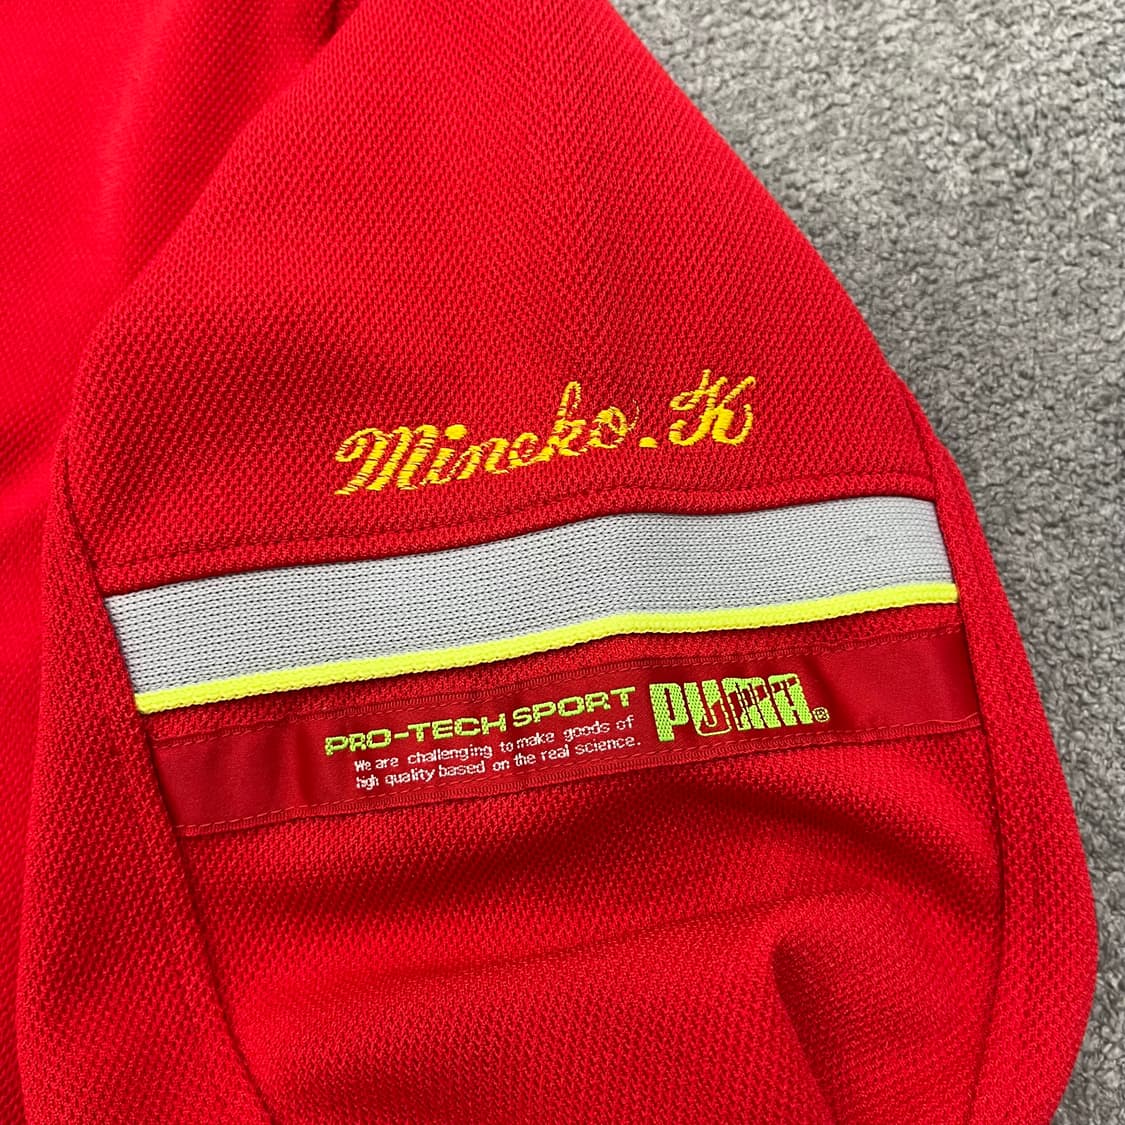 Mineko.K
PRO-TECH SPORT PUMA®
We are challenging to make goods of
high quality based on the real science.